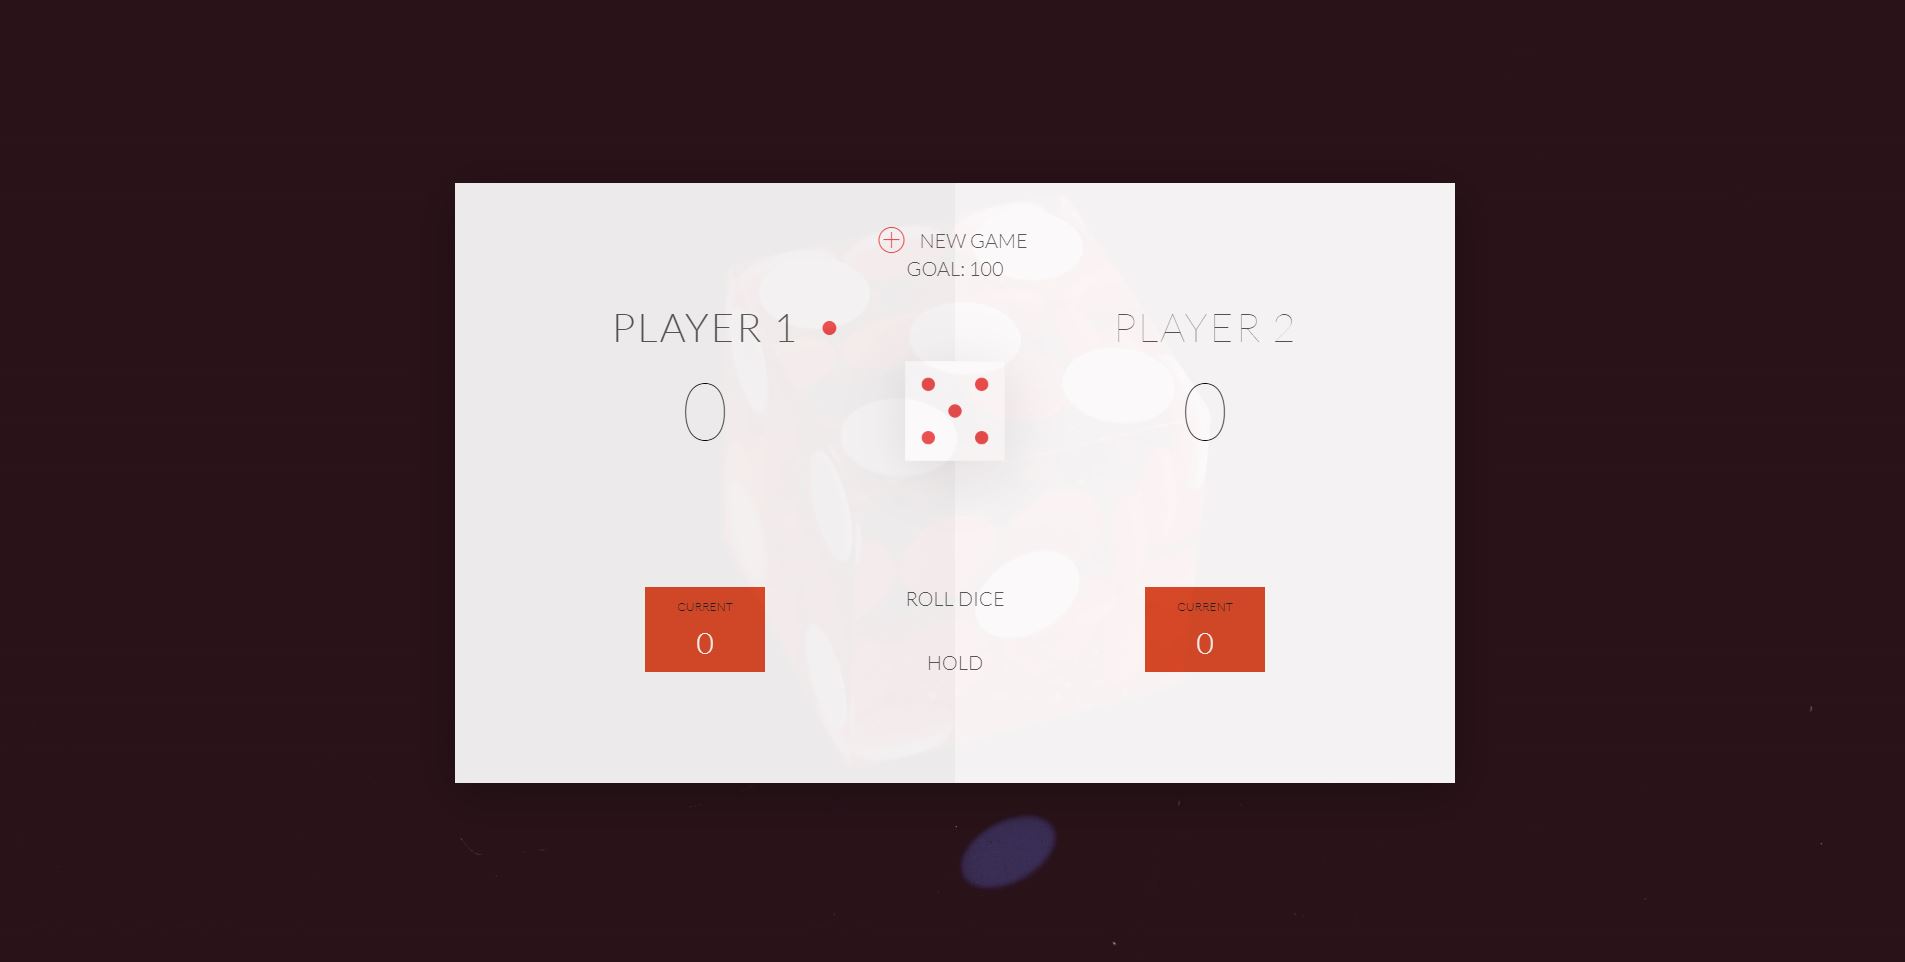 NEW GAME
GOAL: 100
PLAYER 1
PLAYER 2
0
0
CURRENT
0
ROLL DICE
HOLD
CURRENT
0